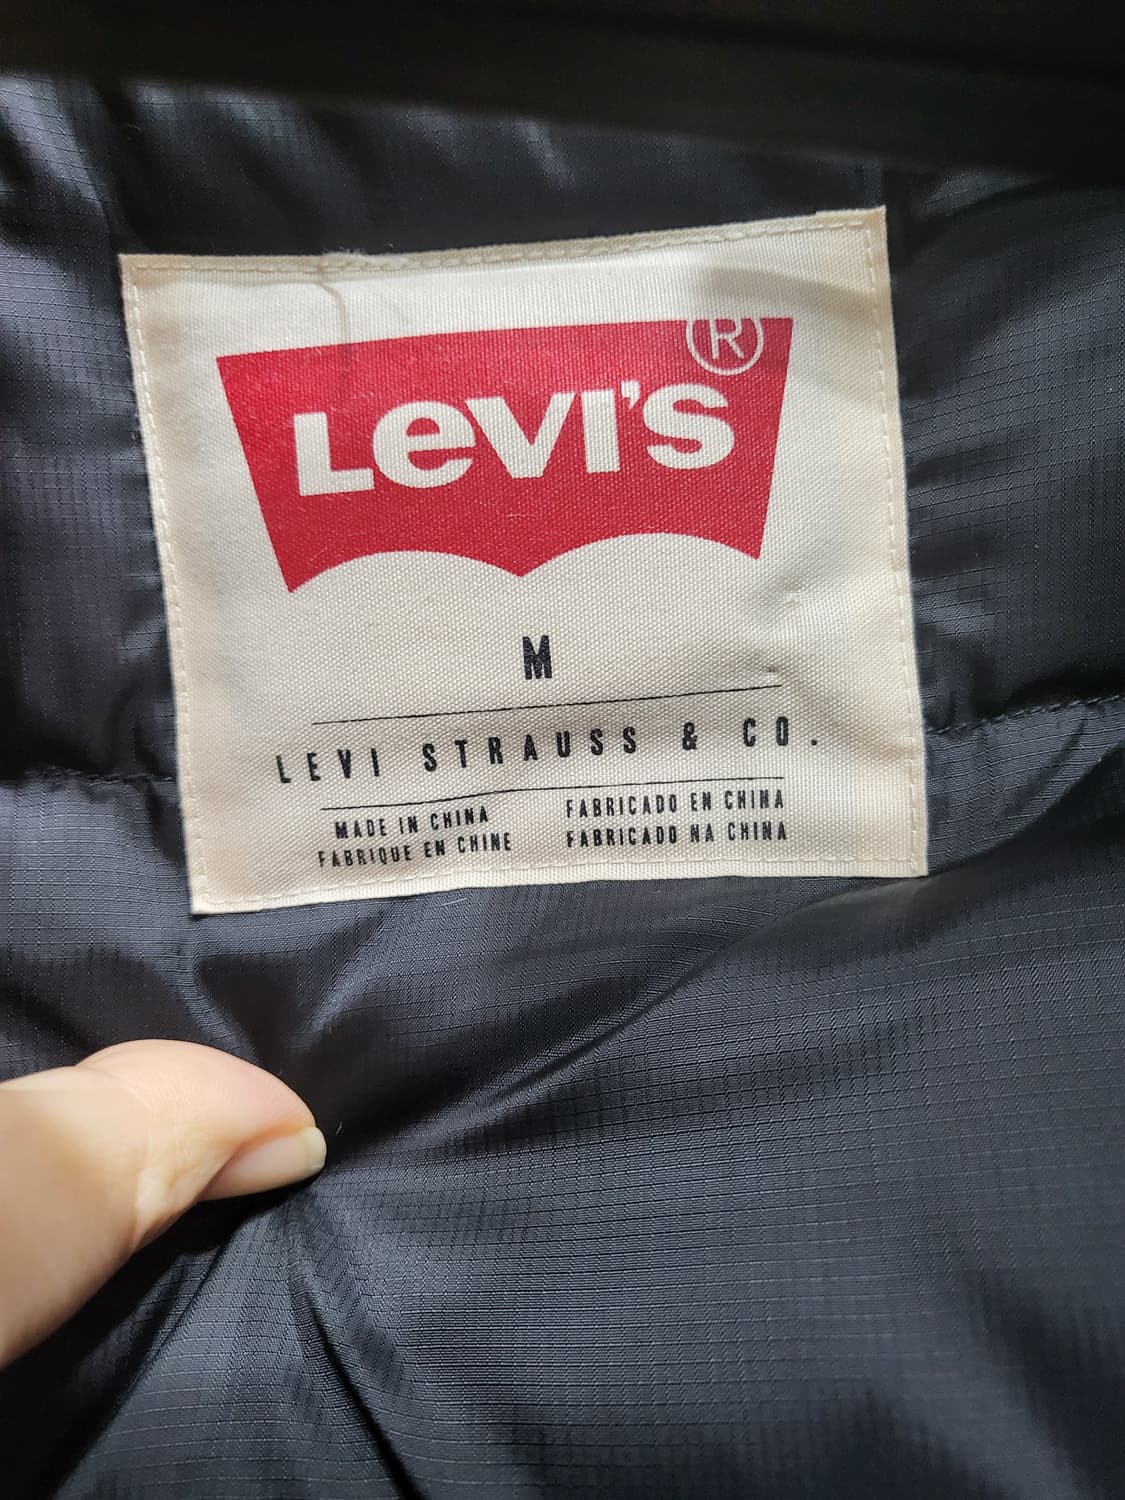 Levi's®
M
LEVI STRAUSS & CO.
MADE IN CHINA
FABRIQUE EN CHINE
FABRICADO EN CHINA
FABRICADO NA CHINA